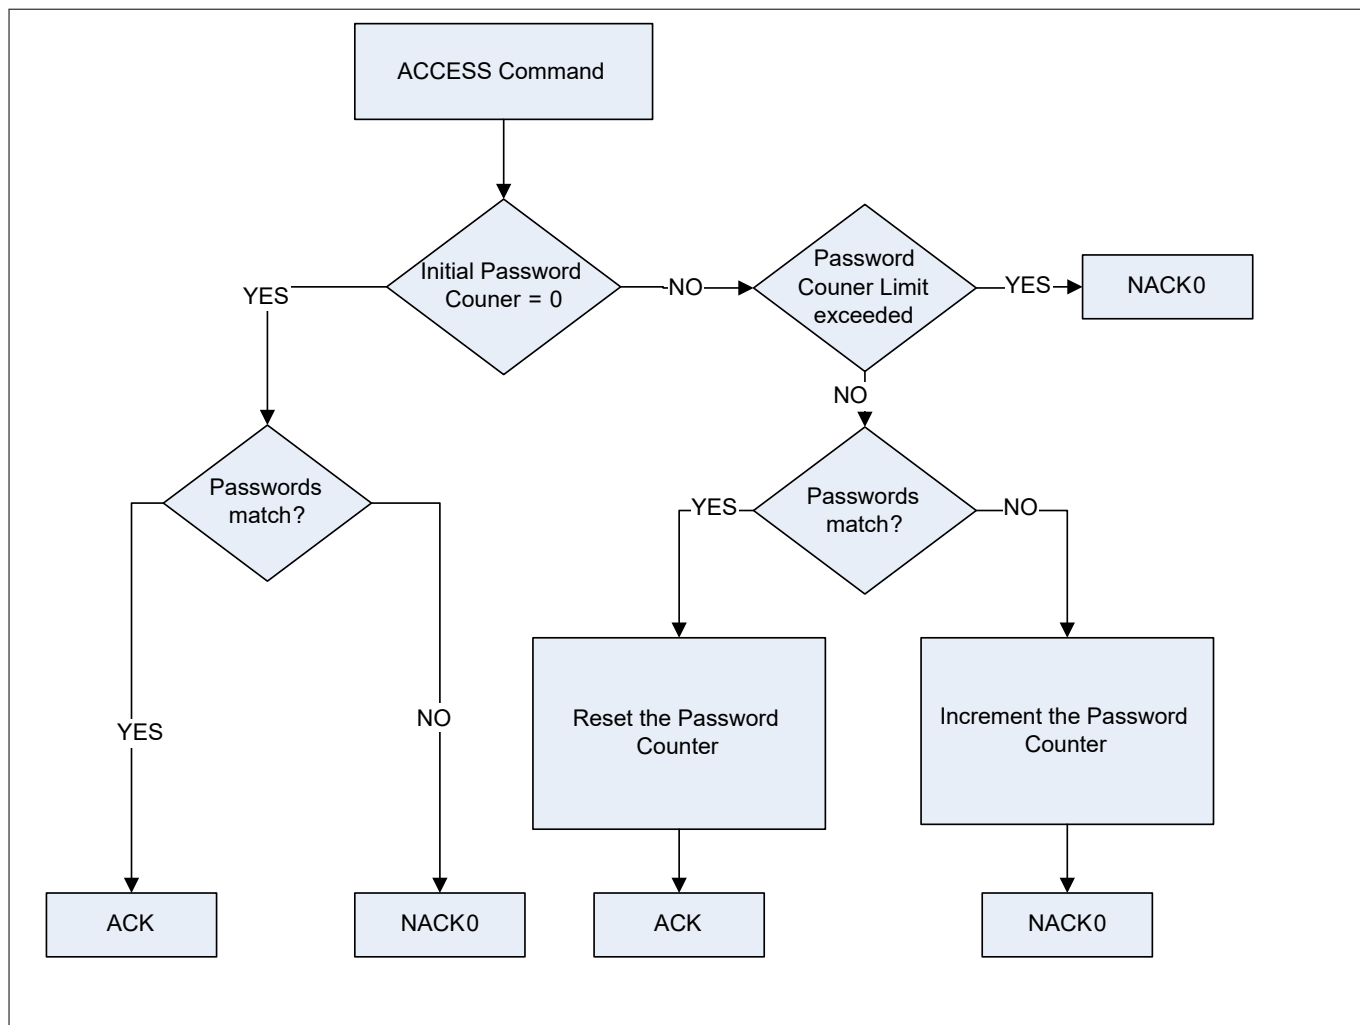 ACCESS Command
Initial Password
Couner = 0
YES
NO
Password
Couner Limit
exceeded
YES
NACK0
NO
Passwords
match?
YES
NO
Passwords
match?
YES
NO
Reset the Password
Counter
Increment the Password
Counter
ACK
NACK0
ACK
NACK0